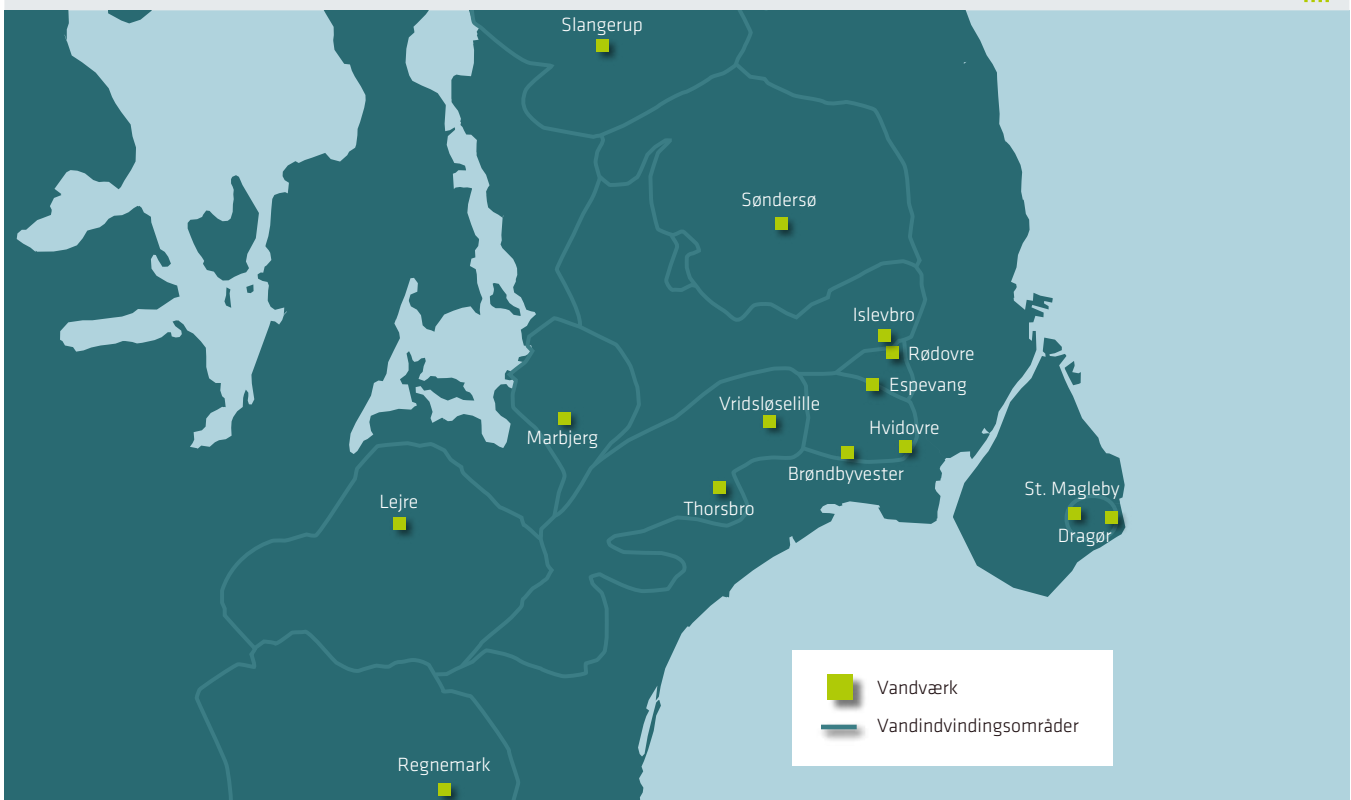 Slangerup
Søndersø
Islevbro
Rødovre
Espevang
Vridsløselille
Hvidovre
Marbjerg
Brøndbyvester
St. Magleby
Lejre
Thorsbro
Dragør
Vandværk
Vandindvindingsområder
Regnemark